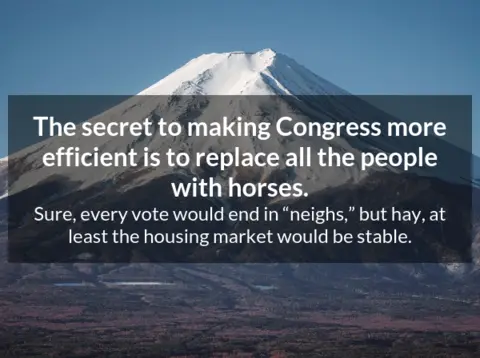 The secret to making Congress more
efficient is to replace all the people
with horses.
Sure, every vote would end in “neighs,” but hay, at
least the housing market would be stable.